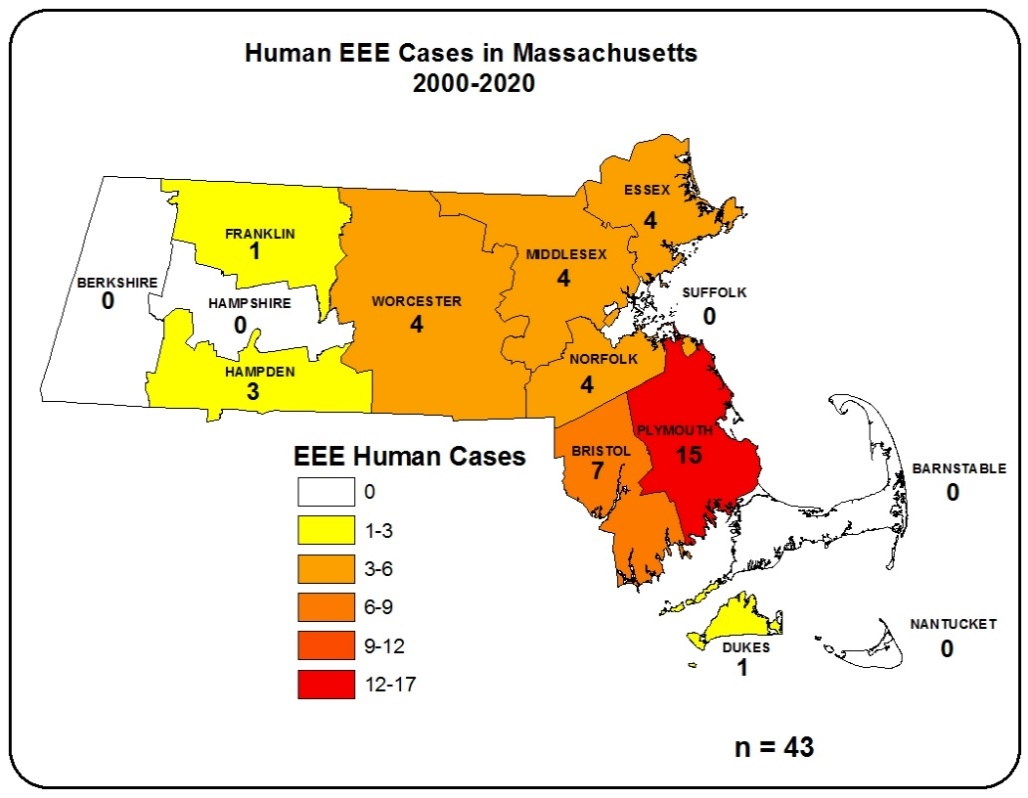 Human EEE Cases in Massachusetts
2000-2020
ESSEX
4
FRANKLIN
1
MIDDLESEX
4
BERKSHIRE
0
HAMPSHIRE
0
WORCESTER
4
SUFFOLK
0
NORFOLK
4
HAMPDEN
3
PLYMOUTH
15
BRISTOL
7
BARNSTABLE
0
EEE Human Cases
0
1-3
3-6
6-9
9-12
12-17
DUKES
1
NANTUCKET
0
n = 43